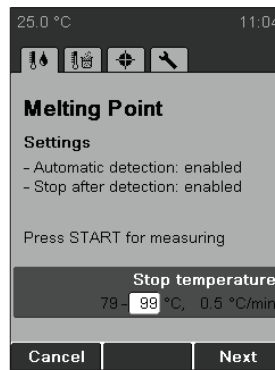 25.0 °C 11:04
Melting Point
Settings
- Automatic detection: enabled
- Stop after detection: enabled
Press START for measuring
Stop temperature
79 - 99 °C, 0.5 °C/min
Cancel Next